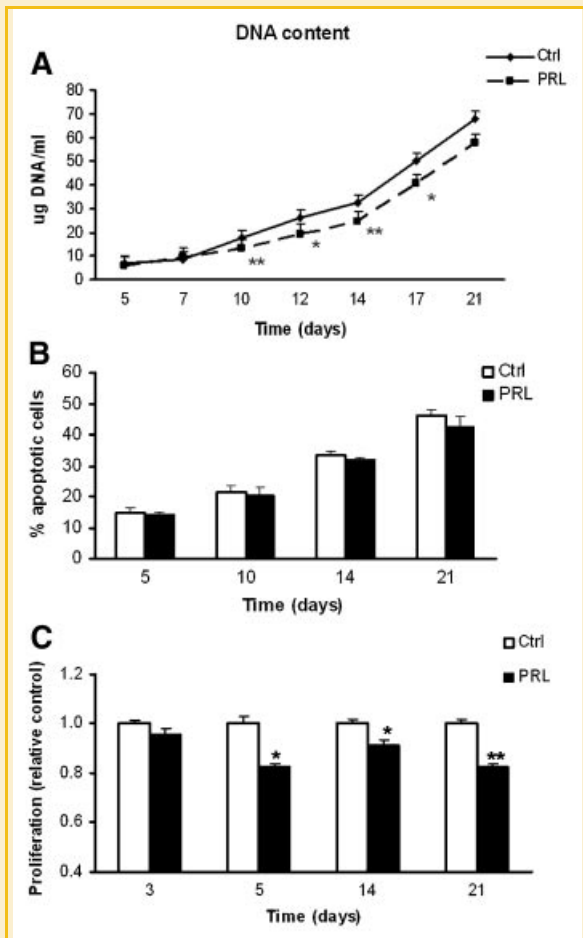 DNA content
A
Ctrl
PRL
ug DNA/ml
80
70
60
50
40
30
20
10
0
5 7 10 12 14 17 21
** * ** *
Time (days)
B
Ctrl
PRL
% apoptotic cells
60
50
40
30
20
10
0
5 10 14 21
Time (days)
C
Ctrl
PRL
Proliferation (relative control)
1.2
1.0
0.8
0.6
0.4
* * **
3 5 14 21
Time (days)